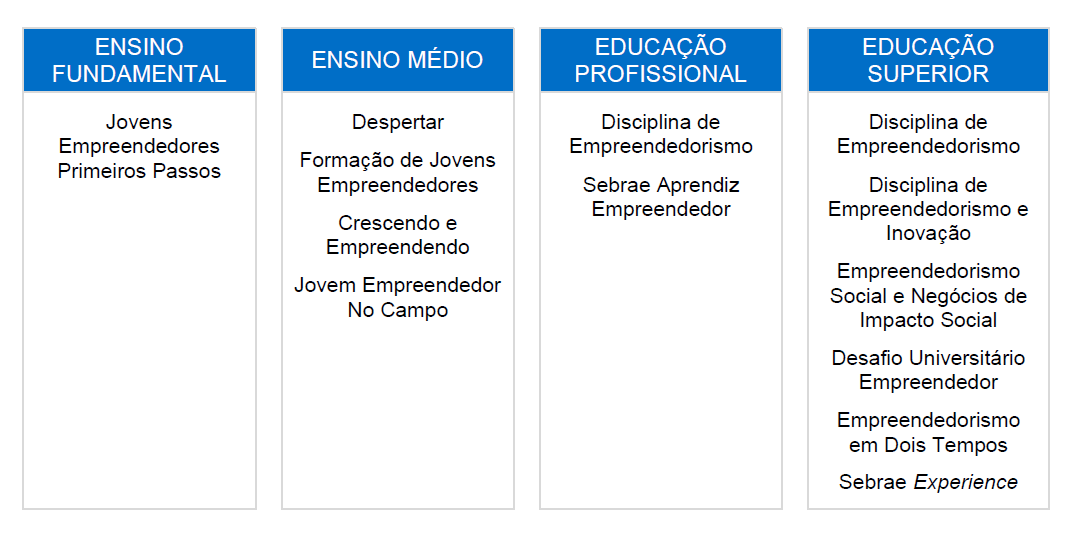 ENSINO
FUNDAMENTAL
Jovens
Empreendedores
Primeiros Passos
ENSINO MÉDIO
Despertar
Formação de Jovens
Empreendedores
Crescendo e
Empreendendo
Jovem Empreendedor
No Campo
EDUCAÇÃO
PROFISSIONAL
Disciplina de
Empreendedorismo
Sebrae Aprendiz
Empreendedor
EDUCAÇÃO
SUPERIOR
Disciplina de
Empreendedorismo
Disciplina de
Empreendedorismo e
Inovação
Empreendedorismo
Social e Negócios de
Impacto Social
Desafio Universitário
Empreendedor
Empreendedorismo
em Dois Tempos
Sebrae Experience